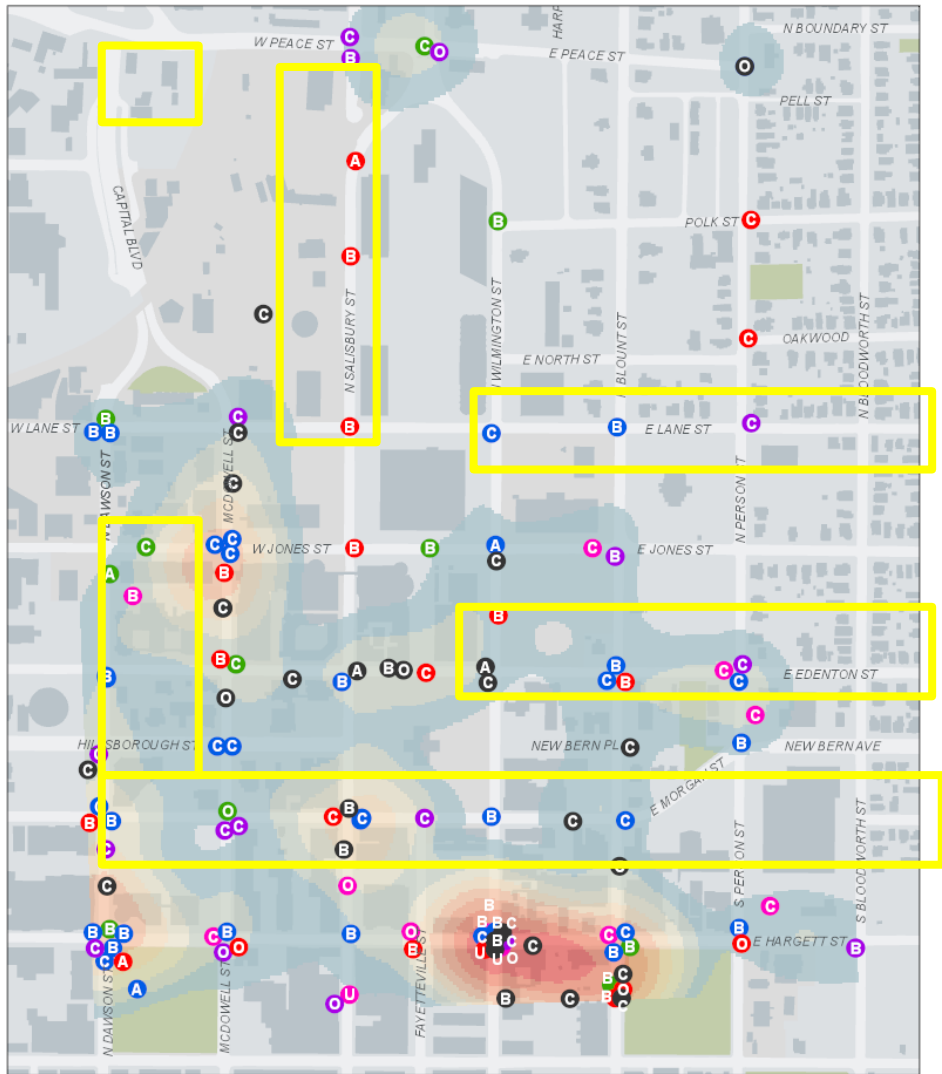 N BOUNDARY ST
HARP
C
W PEACE ST
C
O
B
E PEACE ST
O
PELL ST
A
CAPITAL BLVD
B
POLK ST
C
B
C
N SALISBURY ST
N WILMINGTON ST
N BLOUNT ST
N BLOODWORTH ST
C
OAKWOOD
E NORTH ST
W LANE ST
B
B
B
C
C
B
C
B
E LANE ST
C
N DAWSON ST
MCDOWELL ST
N PERSON ST
C
C
C
C
C
W JONES ST
B
B
A
C
C
B
E JONES ST
A
B
B
C
B
B
C
A
B
O
C
A
C
B
C
B
C
C
C
E EDENTON ST
B
C
B
O
C
HILLSBOROUGH ST
C
C
C
NEW BERN PL
C
B
NEW BERN AVE
C
E MORGAN ST
C
B
B
O
C
C
C
B
C
C
B
C
C
C
B
C
C
O
S PERSON ST
S BLOODWORTH ST
C
B
B
B
C
B
C
A
C
B
C
O
O
B
O
B
B
B
C
C
B
C
U
U
O
C
C
C
B
B
B
O
E HARGETT ST
B
N DAWSON ST
MCDOWELL ST
FAYETTEVILLE ST
B
O
U
B
C
C
B
O
B
C
C